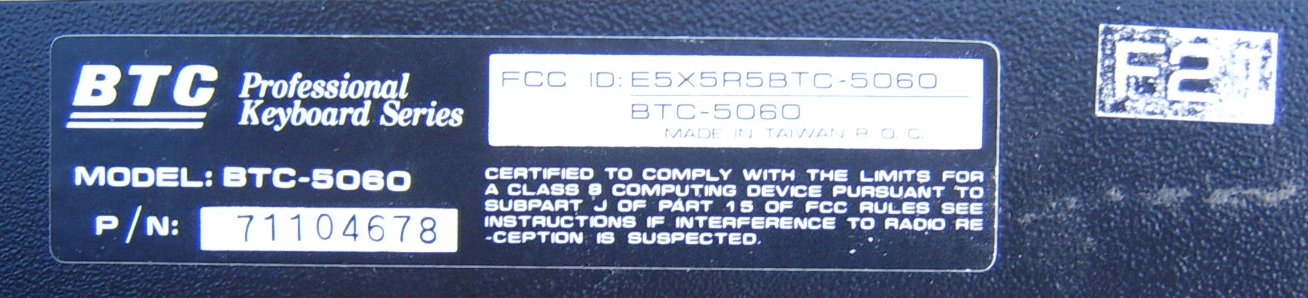 BTC Professional
Keyboard Series
MODEL: BTC-5060
P/N: 71104678
FCC ID: E5X5R5BTC-5060
BTC-5060
MADE IN TAIWAN R.O.C.
CERTIFIED TO COMPLY WITH THE LIMITS FOR
A CLASS B COMPUTING DEVICE PURSUANT TO
SUBPART J OF PART 15 OF FCC RULES SEE
INSTRUCTIONS IF INTERFERENCE TO RADIO RE
-CEPTION IS SUSPECTED.